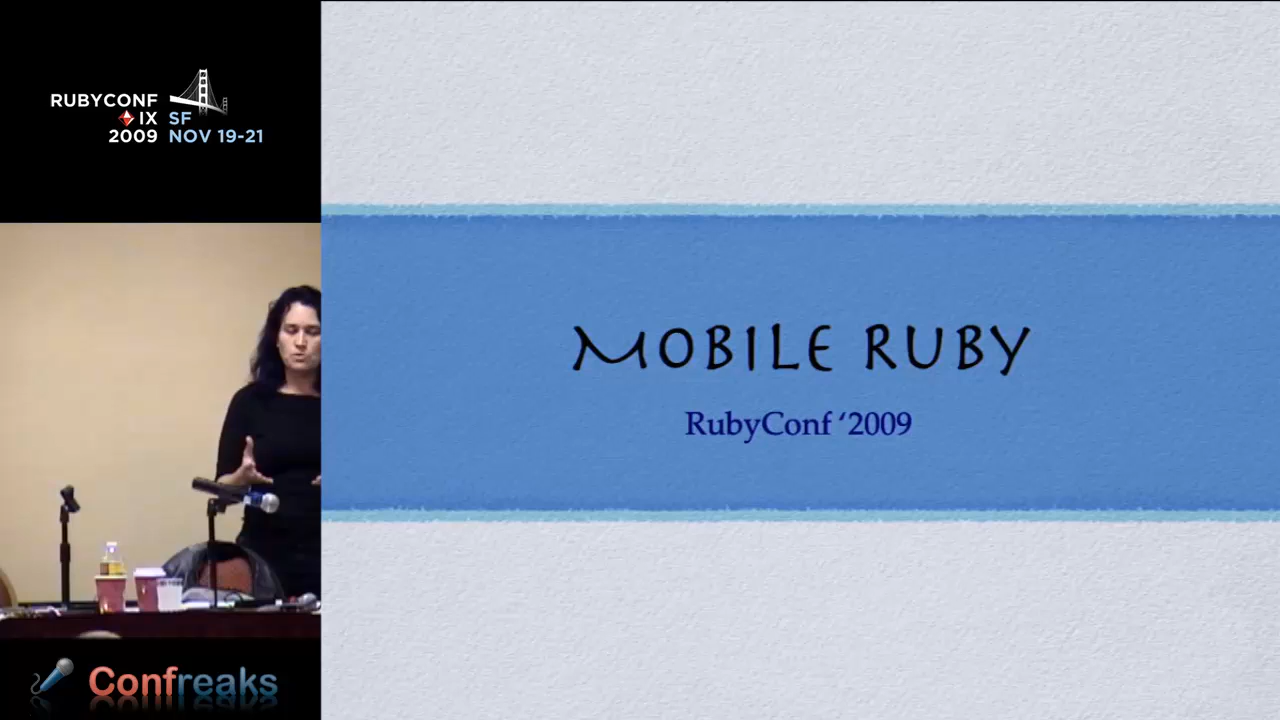 RUBYCONF
IX SF
2009 NOV 19-21
MOBILE RUBY
RubyConf ‘2009
Confreaks